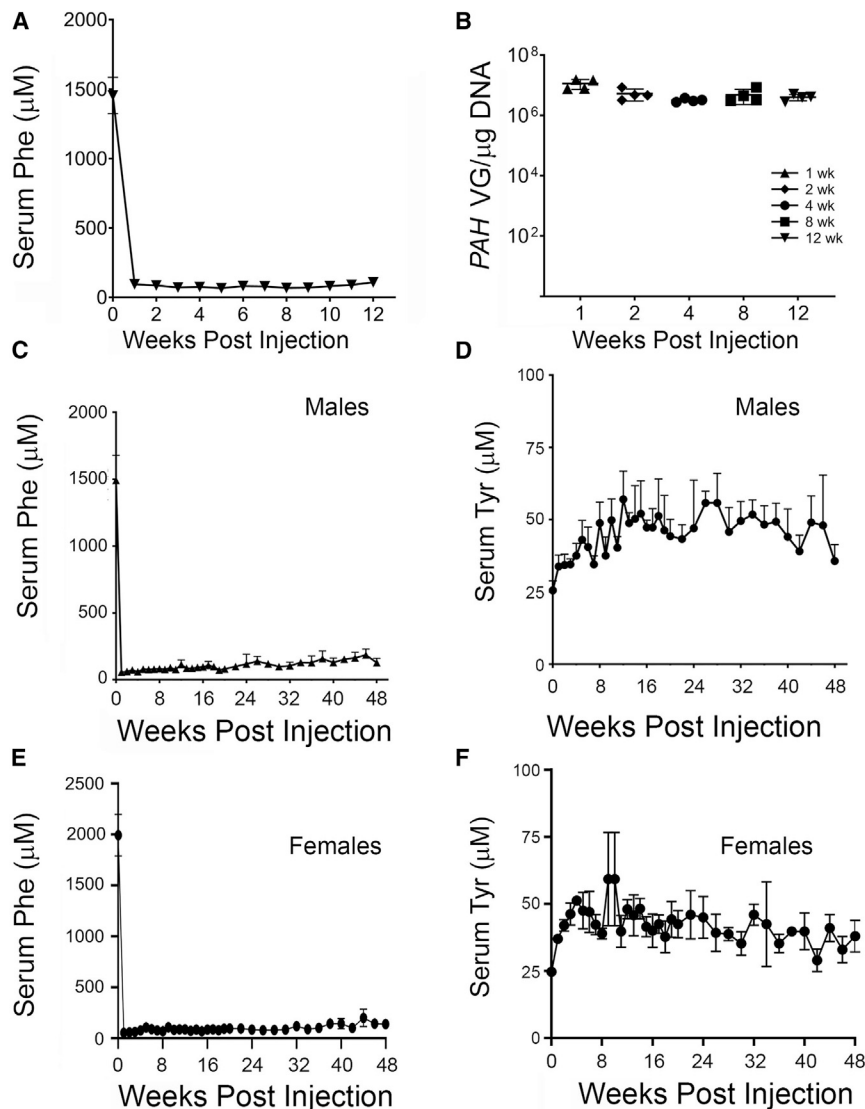 A
2000
1500
1000
500
0
Serum Phe (μM)
0 2 4 6 8 10 12
Weeks Post Injection
B
10^8
10^6
10^4
10^2
PAH VG/μg DNA
1 wk
2 wk
4 wk
8 wk
12 wk
1 2 4 8 12
Weeks Post Injection
C
Males
2000
1500
1000
500
0
Serum Phe (μM)
0 8 16 24 32 40 48
Weeks Post Injection
D
Males
100
75
50
25
0
Serum Tyr (μM)
0 8 16 24 32 40 48
Weeks Post Injection
E
Females
2500
2000
1500
1000
500
0
Serum Phe (μM)
0 8 16 24 32 40 48
Weeks Post Injection
F
Females
100
75
50
25
0
Serum Tyr (μM)
0 8 16 24 32 40 48
Weeks Post Injection